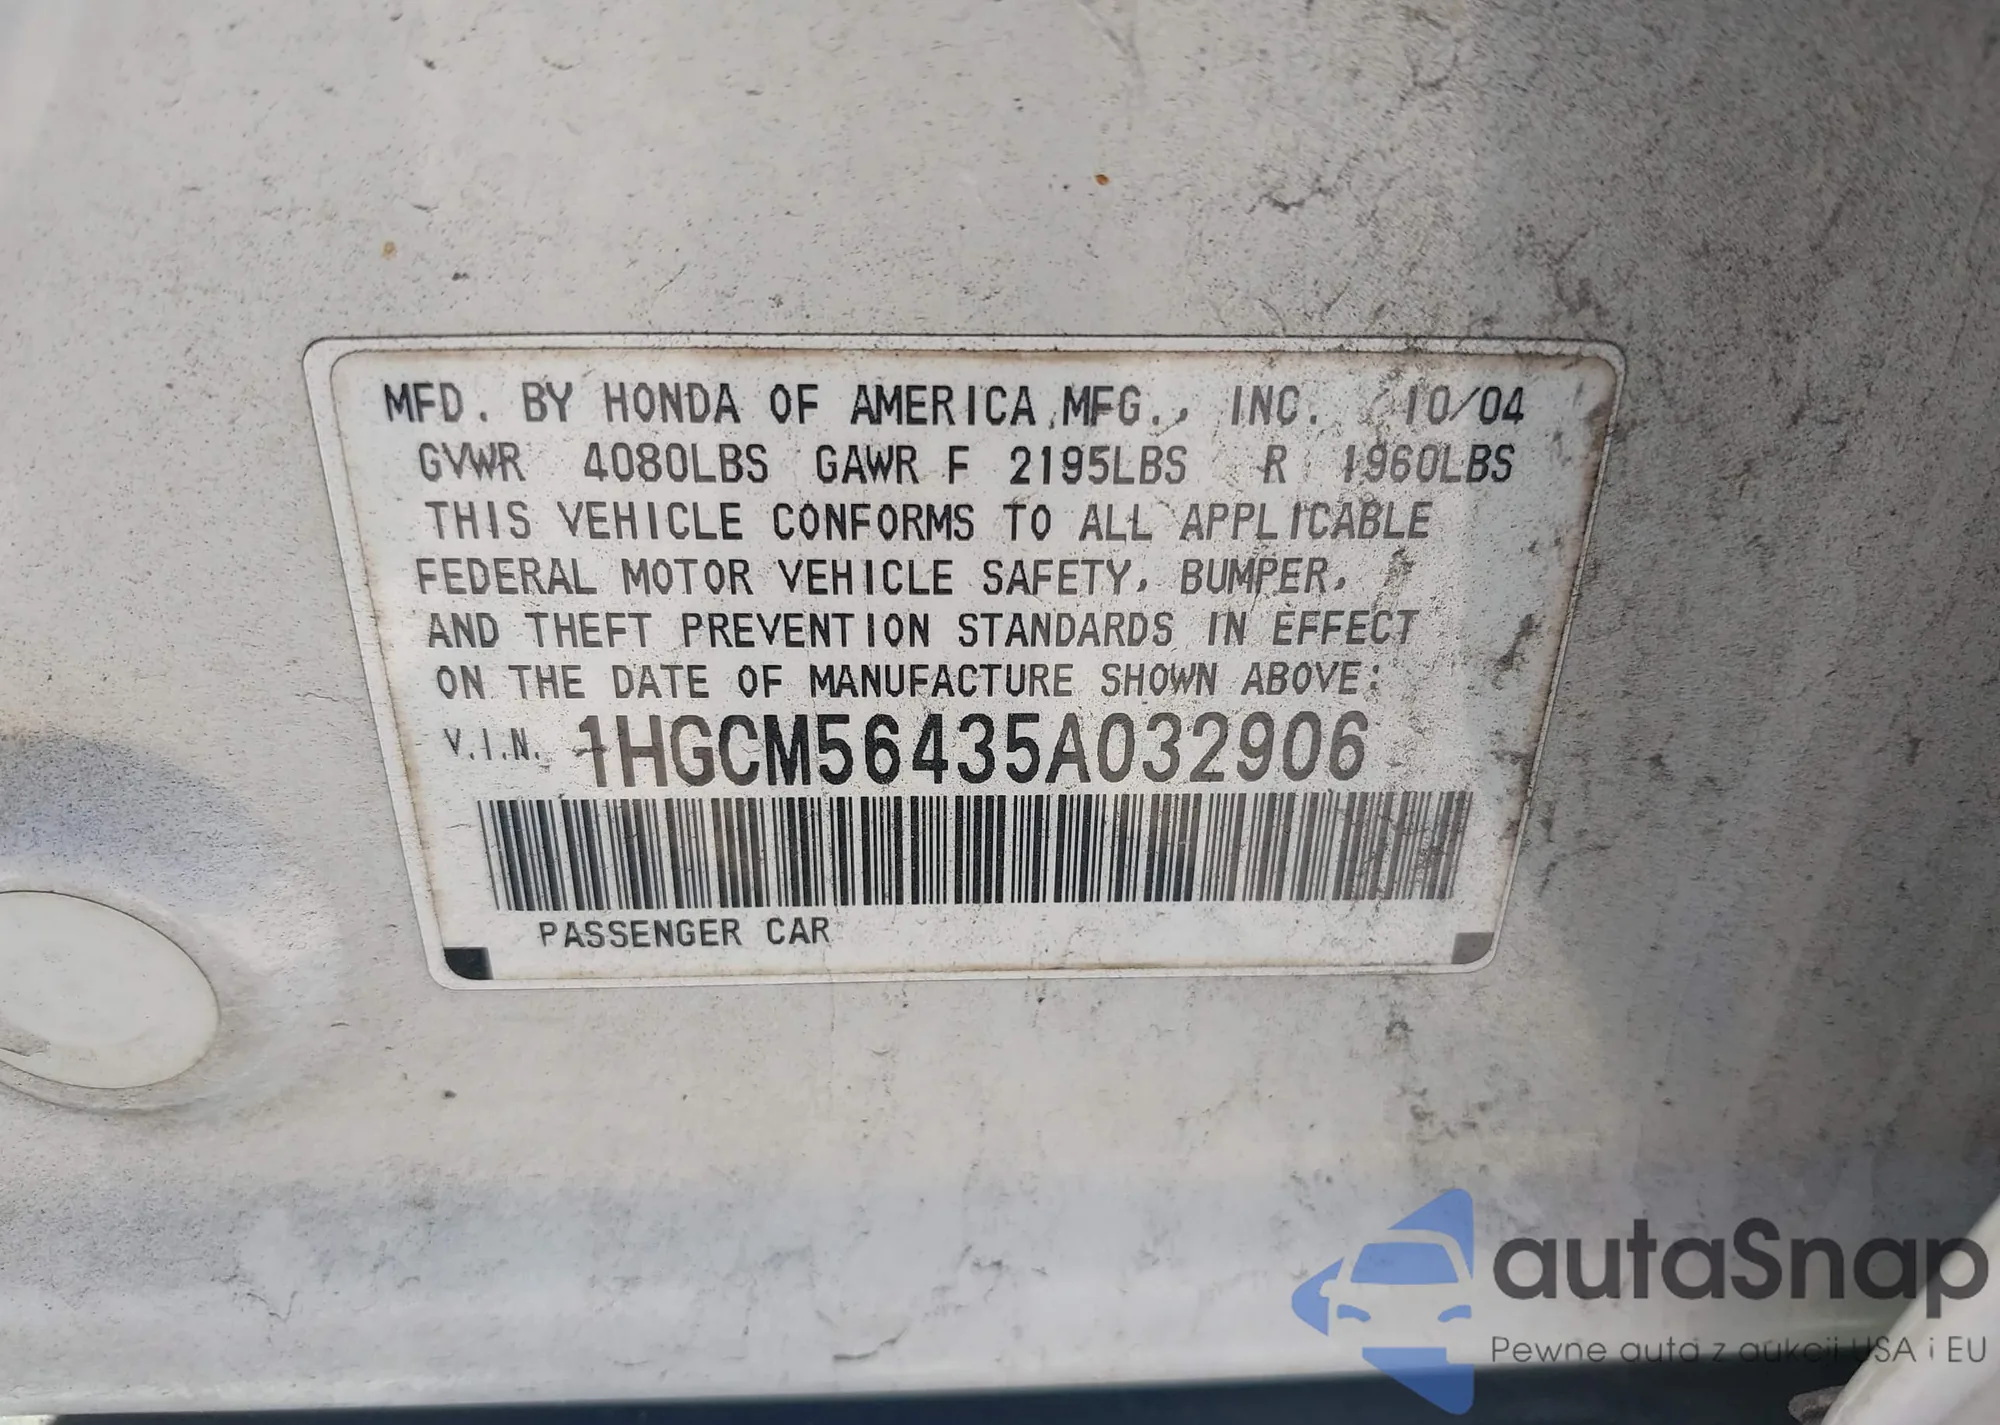 MFD. BY HONDA OF AMERICA MFG., INC. 10/04
GVWR 4080LBS GAWR F 2195LBS R 1960LBS
THIS VEHICLE CONFORMS TO ALL APPLICABLE
FEDERAL MOTOR VEHICLE SAFETY, BUMPER,
AND THEFT PREVENTION STANDARDS IN EFFECT
ON THE DATE OF MANUFACTURE SHOWN ABOVE:
V.I.N. 1HGCM56435A032906
PASSENGER CAR
autaSnap
Pewne auta z aukcji USA i EU